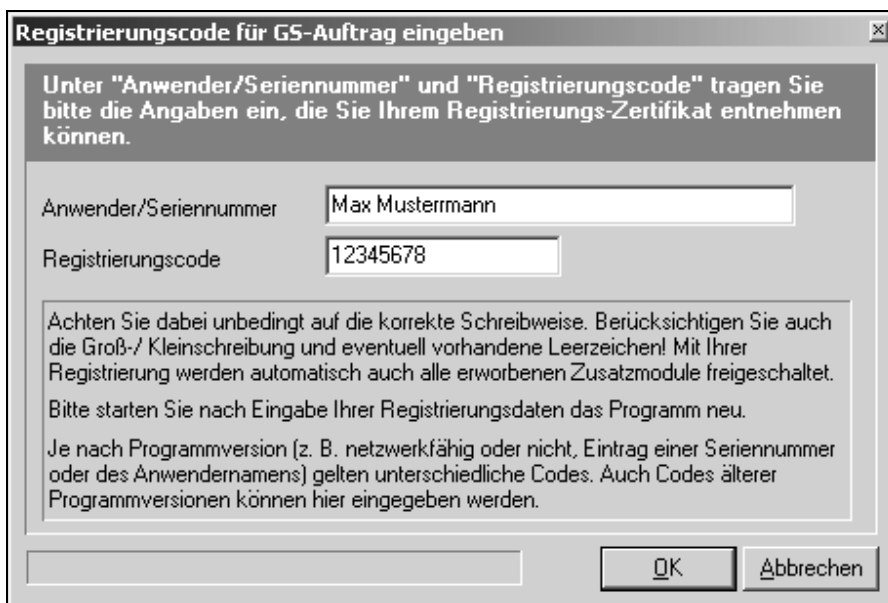 Registrierungscode für GS-Auftrag eingeben
Unter "Anwender/Seriennummer" und "Registrierungscode" tragen Sie
bitte die Angaben ein, die Sie Ihrem Registrierungs-Zertifikat entnehmen
können.
Anwender/Seriennummer
Max Musterrmann
Registrierungscode
12345678
Achten Sie dabei unbedingt auf die korrekte Schreibweise. Berücksichtigen Sie auch
die Groß-/ Kleinschreibung und eventuell vorhandene Leerzeichen! Mit Ihrer
Registrierung werden automatisch auch alle erworbenen Zusatzmodule freigeschaltet.
Bitte starten Sie nach Eingabe Ihrer Registrierungsdaten das Programm neu.
Je nach Programmversion (z. B. netzwerkfähig oder nicht, Eintrag einer Seriennummer
oder des Anwendernamens) gelten unterschiedliche Codes. Auch Codes älterer
Programmversionen können hier eingegeben werden.
OK
Abbrechen